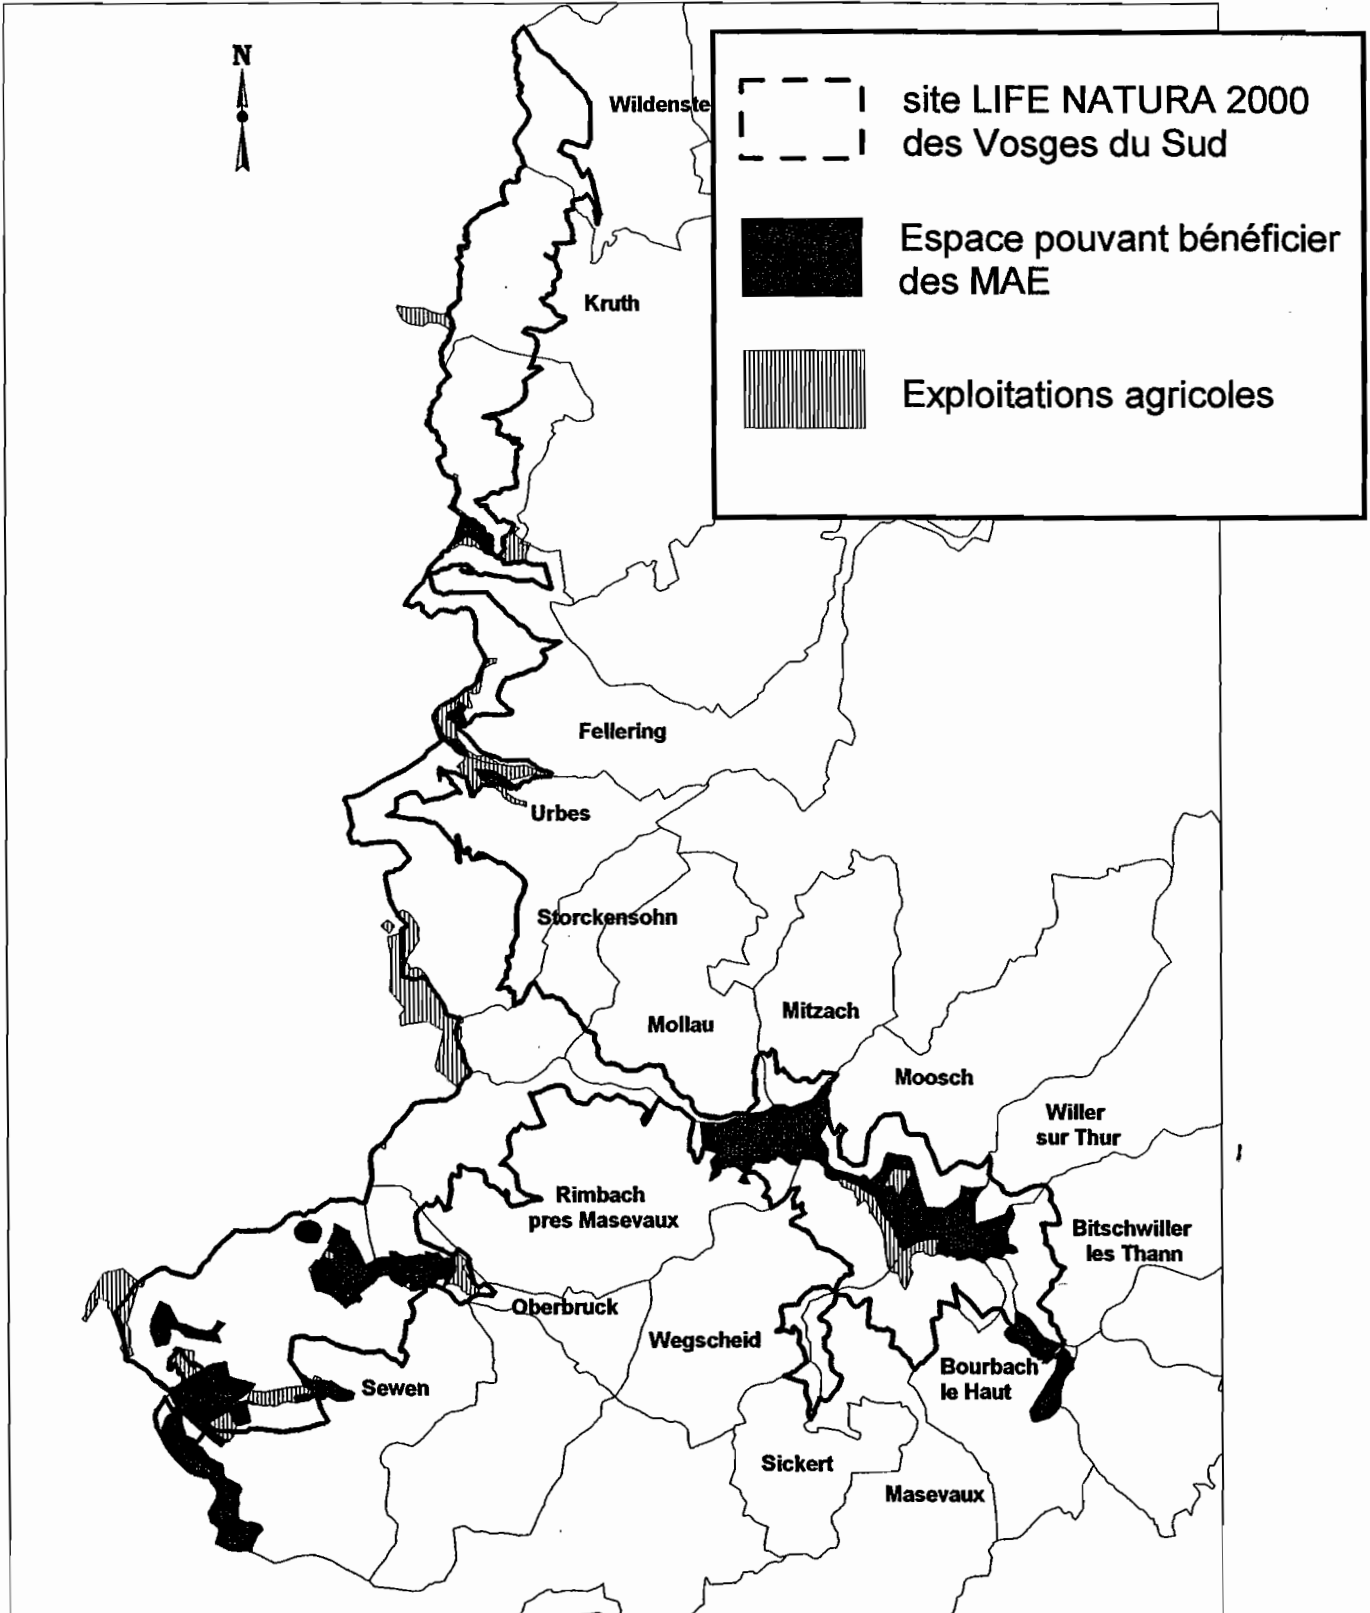 N
Wildenste
site LIFE NATURA 2000
des Vosges du Sud
Espace pouvant bénéficier
des MAE
Exploitations agricoles
Kruth
Fellering
Urbes
Storckensohn
Mollau
Mitzach
Moosch
Willer
sur Thur
Rimbach
pres Masevaux
Bitschwiller
les Thann
Oberbruck
Wegscheid
Bourbach
le Haut
Sewen
Sickert
Masevaux